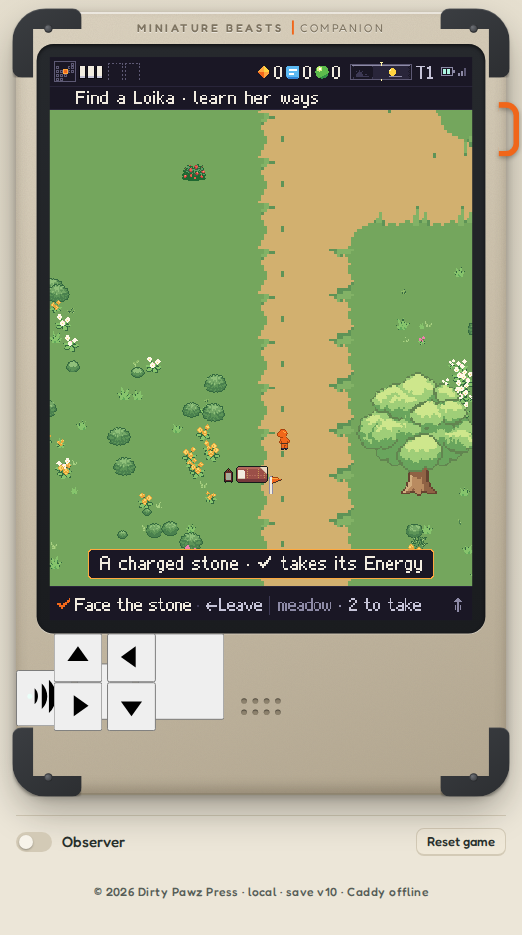 MINIATURE BEASTS | COMPANION
0 0 0 T1
Find a Loika · learn her ways
A charged stone · ✓ takes its Energy
✓ Face the stone · ←Leave | meadow · 2 to take
Observer
Reset game
© 2026 Dirty Pawz Press · local · save v10 · Caddy offline